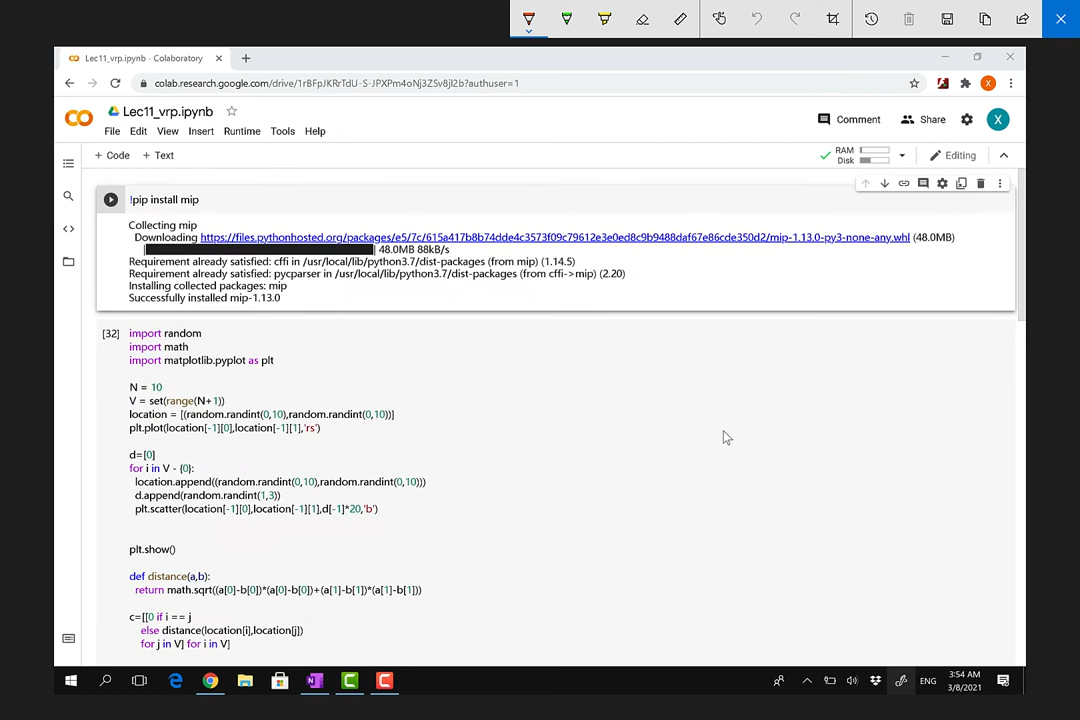 Lec11_vrp.ipynb - Colaboratory
colab.research.google.com/drive/1rBFpJKRrTdU-S-JPXPm4oNj3ZSv8jl2b?authuser=1
Lec11_vrp.ipynb
Comment
Share
X
File Edit View Insert Runtime Tools Help
+ Code + Text
RAM
Disk
Editing
!pip install mip
Collecting mip
Downloading https://files.pythonhosted.org/packages/e5/7c/615a417b8b74dde4c3573f09c79612e3e0ed8c9b9488daf67e86cde350d2/mip-1.13.0-py3-none-any.whl (48.0MB)
| | 48.0MB 88kB/s
Requirement already satisfied: cffi in /usr/local/lib/python3.7/dist-packages (from mip) (1.14.5)
Requirement already satisfied: pycparser in /usr/local/lib/python3.7/dist-packages (from cffi->mip) (2.20)
Installing collected packages: mip
Successfully installed mip-1.13.0
[32] import random
import math
import matplotlib.pyplot as plt
N = 10
V = set(range(N+1))
location = [(random.randint(0,10),random.randint(0,10))]
plt.plot(location[-1][0],location[-1][1],'rs')
d=[0]
for i in V - {0}:
location.append((random.randint(0,10),random.randint(0,10)))
d.append(random.randint(1,3))
plt.scatter(location[-1][0],location[-1][1],d[-1]*20,'b')
plt.show()
def distance(a,b):
return math.sqrt((a[0]-b[0])*(a[0]-b[0])+(a[1]-b[1])*(a[1]-b[1]))
c=[[0 if i == j
else distance(location[i],location[j])
for j in V] for i in V]
ENG
3:54 AM
3/8/2021